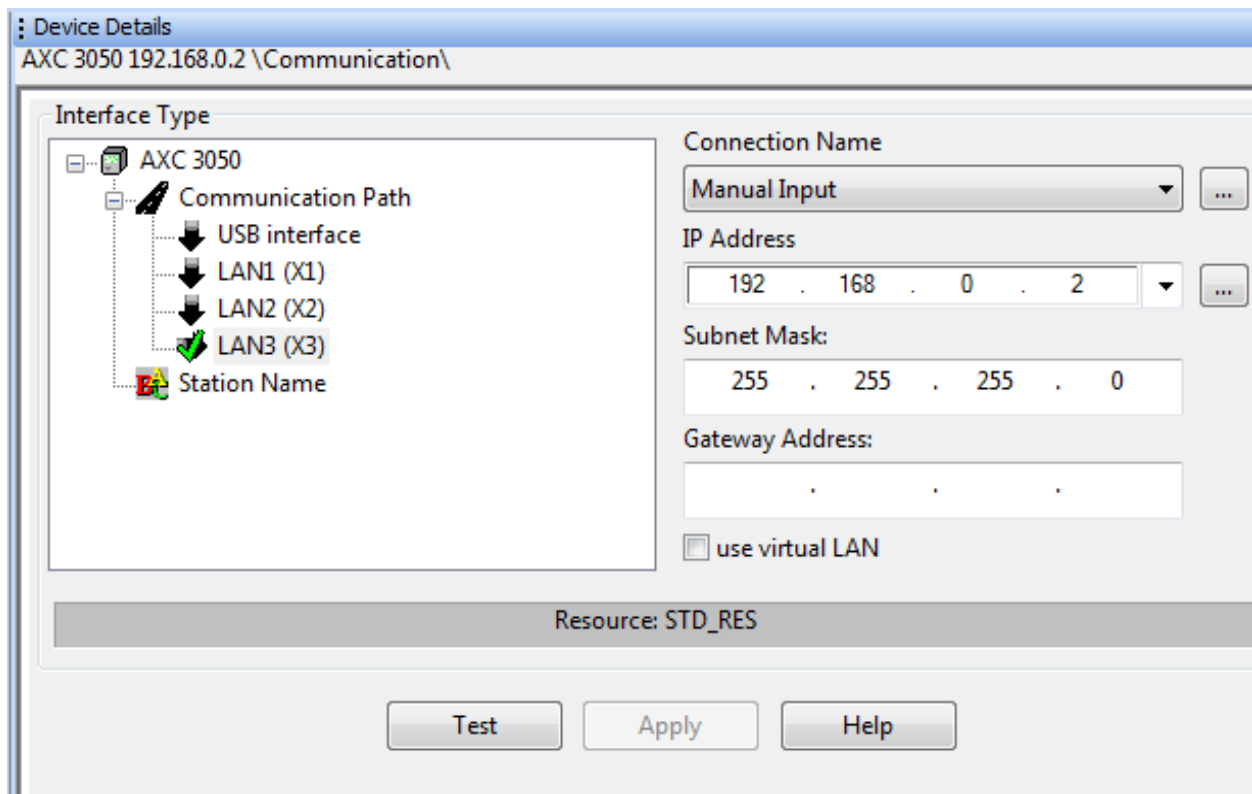 Device Details
AXC 3050 192.168.0.2 \Communication\
Interface Type
AXC 3050
Communication Path
USB interface
LAN1 (X1)
LAN2 (X2)
LAN3 (X3)
Station Name
Connection Name
Manual Input
...
IP Address
192 . 168 . 0 . 2
...
Subnet Mask:
255 . 255 . 255 . 0
Gateway Address:
. . .
use virtual LAN
Resource: STD_RES
Test
Apply
Help